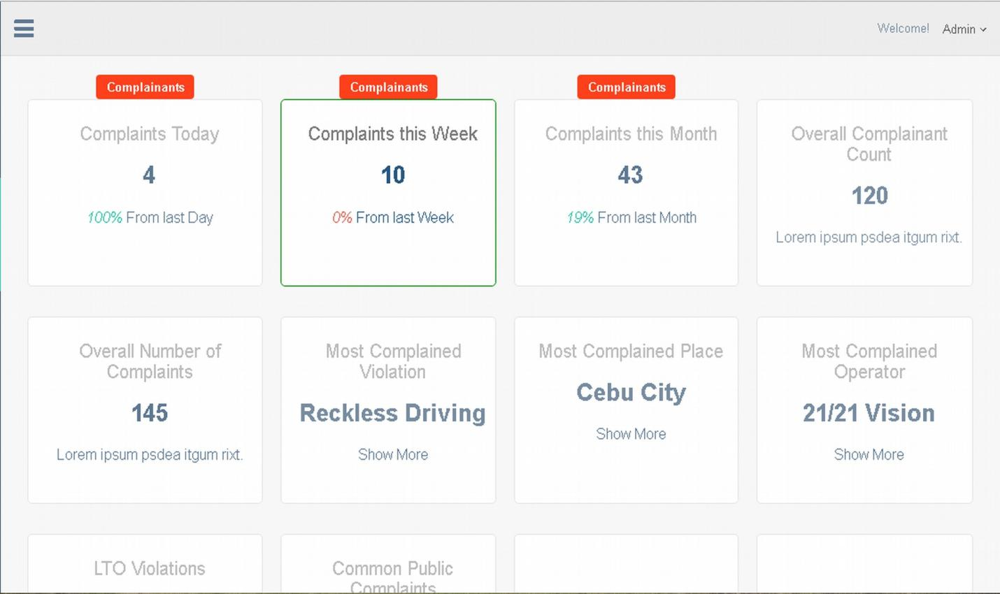 Welcome! Admin
Complainants
Complainants
Complainants
Complaints Today
4
100% From last Day
Complaints this Week
10
0% From last Week
Complaints this Month
43
19% From last Month
Overall Complainant
Count
120
Lorem ipsum psdea itgum rixt.
Overall Number of
Complaints
145
Lorem ipsum psdea itgum rixt.
Most Complained
Violation
Reckless Driving
Show More
Most Complained Place
Cebu City
Show More
Most Complained
Operator
21/21 Vision
Show More
LTO Violations
Common Public
Complaints